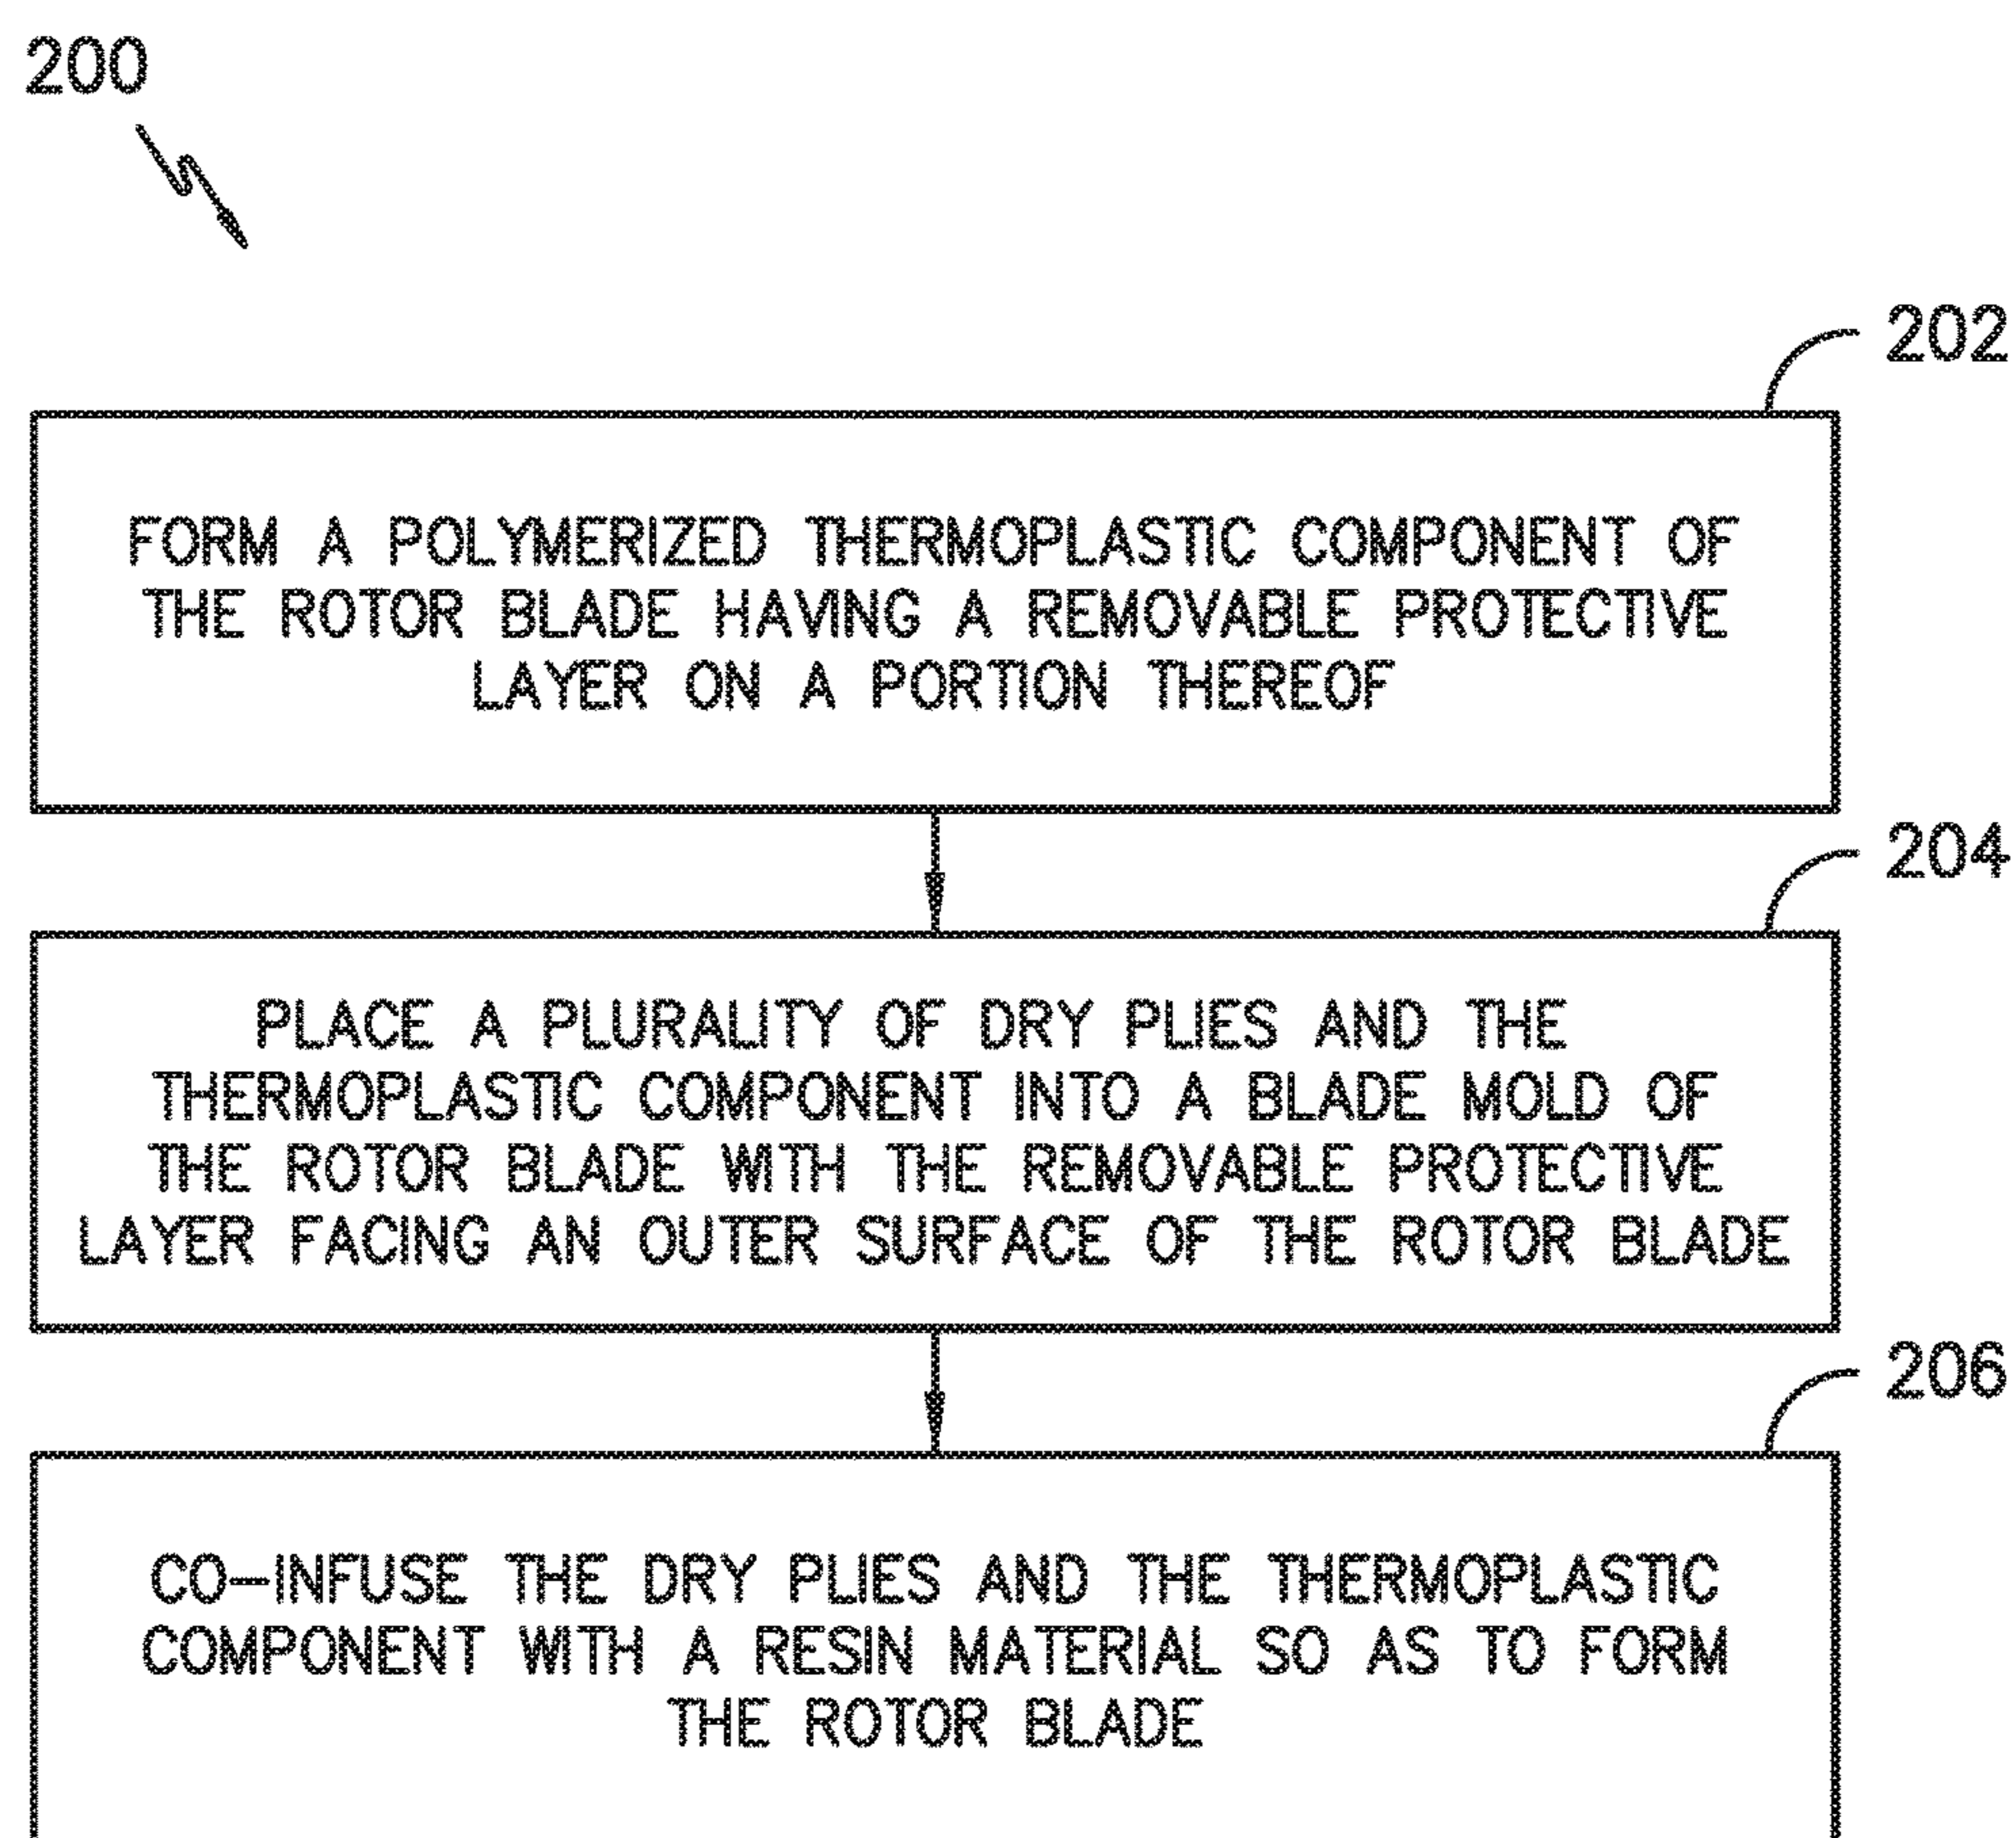 200
202
FORM A POLYMERIZED THERMOPLASTIC COMPONENT OF
THE ROTOR BLADE HAVING A REMOVABLE PROTECTIVE
LAYER ON A PORTION THEREOF
204
PLACE A PLURALITY OF DRY PLIES AND THE
THERMOPLASTIC COMPONENT INTO A BLADE MOLD OF
THE ROTOR BLADE WITH THE REMOVABLE PROTECTIVE
LAYER FACING AN OUTER SURFACE OF THE ROTOR BLADE
206
CO-INFUSE THE DRY PLIES AND THE THERMOPLASTIC
COMPONENT WITH A RESIN MATERIAL SO AS TO FORM
THE ROTOR BLADE